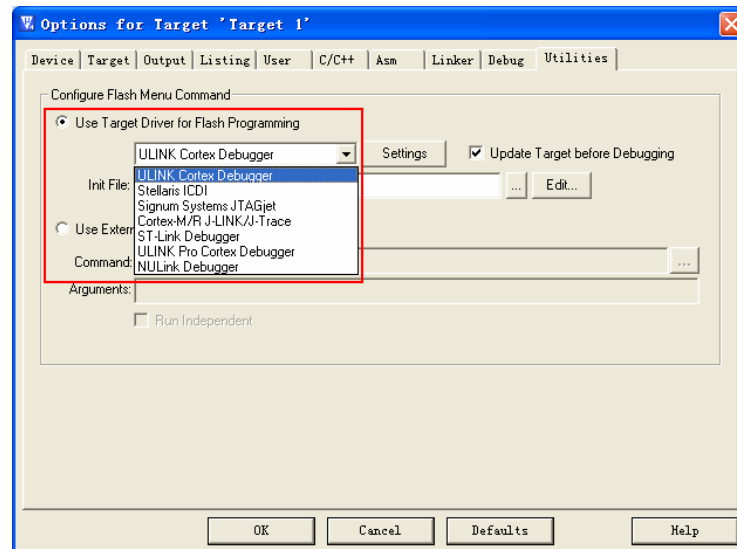 Options for Target 'Target 1'
Device Target Output Listing User C/C++ Asm Linker Debug Utilities
Configure Flash Menu Command
Use Target Driver for Flash Programming
ULINK Cortex Debugger Settings Update Target before Debugging
ULINK Cortex Debugger
Init File: ... Edit...
Stellaris ICDI
Signum Systems JTAGjet
Cortex-M/R J-LINK/J-Trace
Use Extern
ST-Link Debugger
ULINK Pro Cortex Debugger
Command: ...
NULink Debugger
Arguments:
Run Independent
OK Cancel Defaults Help